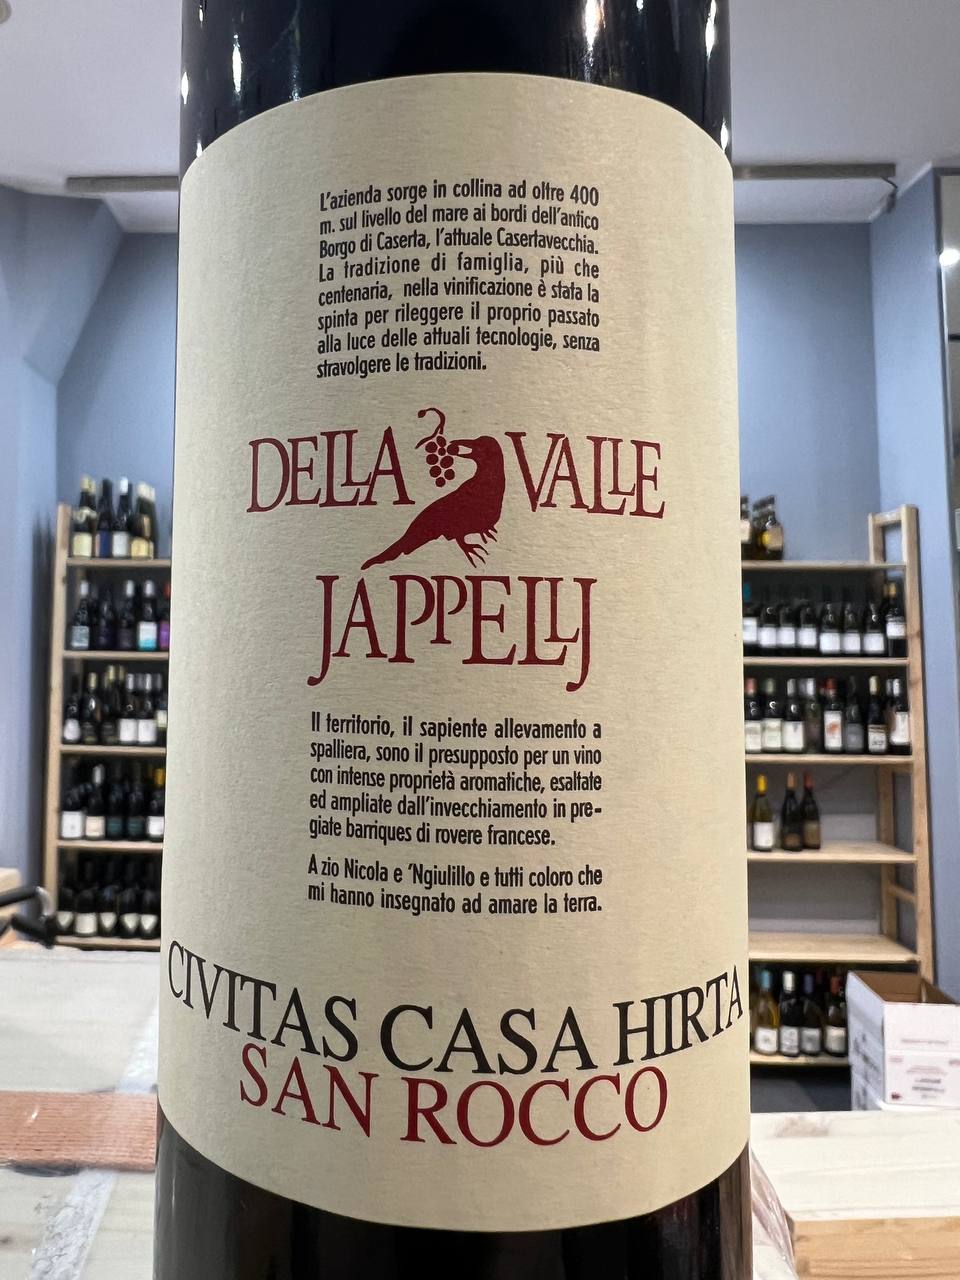 L'azienda sorge in collina ad oltre 400
m. sul livello del mare ai bordi dell'antico
Borgo di Caserta, l'attuale Casertavecchia.
La tradizione di famiglia, più che
centenaria, nella vinificazione è stata la
spinta per rileggere il proprio passato
alla luce delle attuali tecnologie, senza
stravolgere le tradizioni.
DELLA VALLE
JAPPELLJ
Il territorio, il sapiente allevamento a
spalliera, sono il presupposto per un vino
con intense proprietà aromatiche, esaltate
ed ampliate dall'invecchiamento in pre-
giate barriques di rovere francese.
A zio Nicola e 'Ngiulillo e tutti coloro che
mi hanno insegnato ad amare la terra.
CIVITAS CASA HIRTA
SAN ROCCO